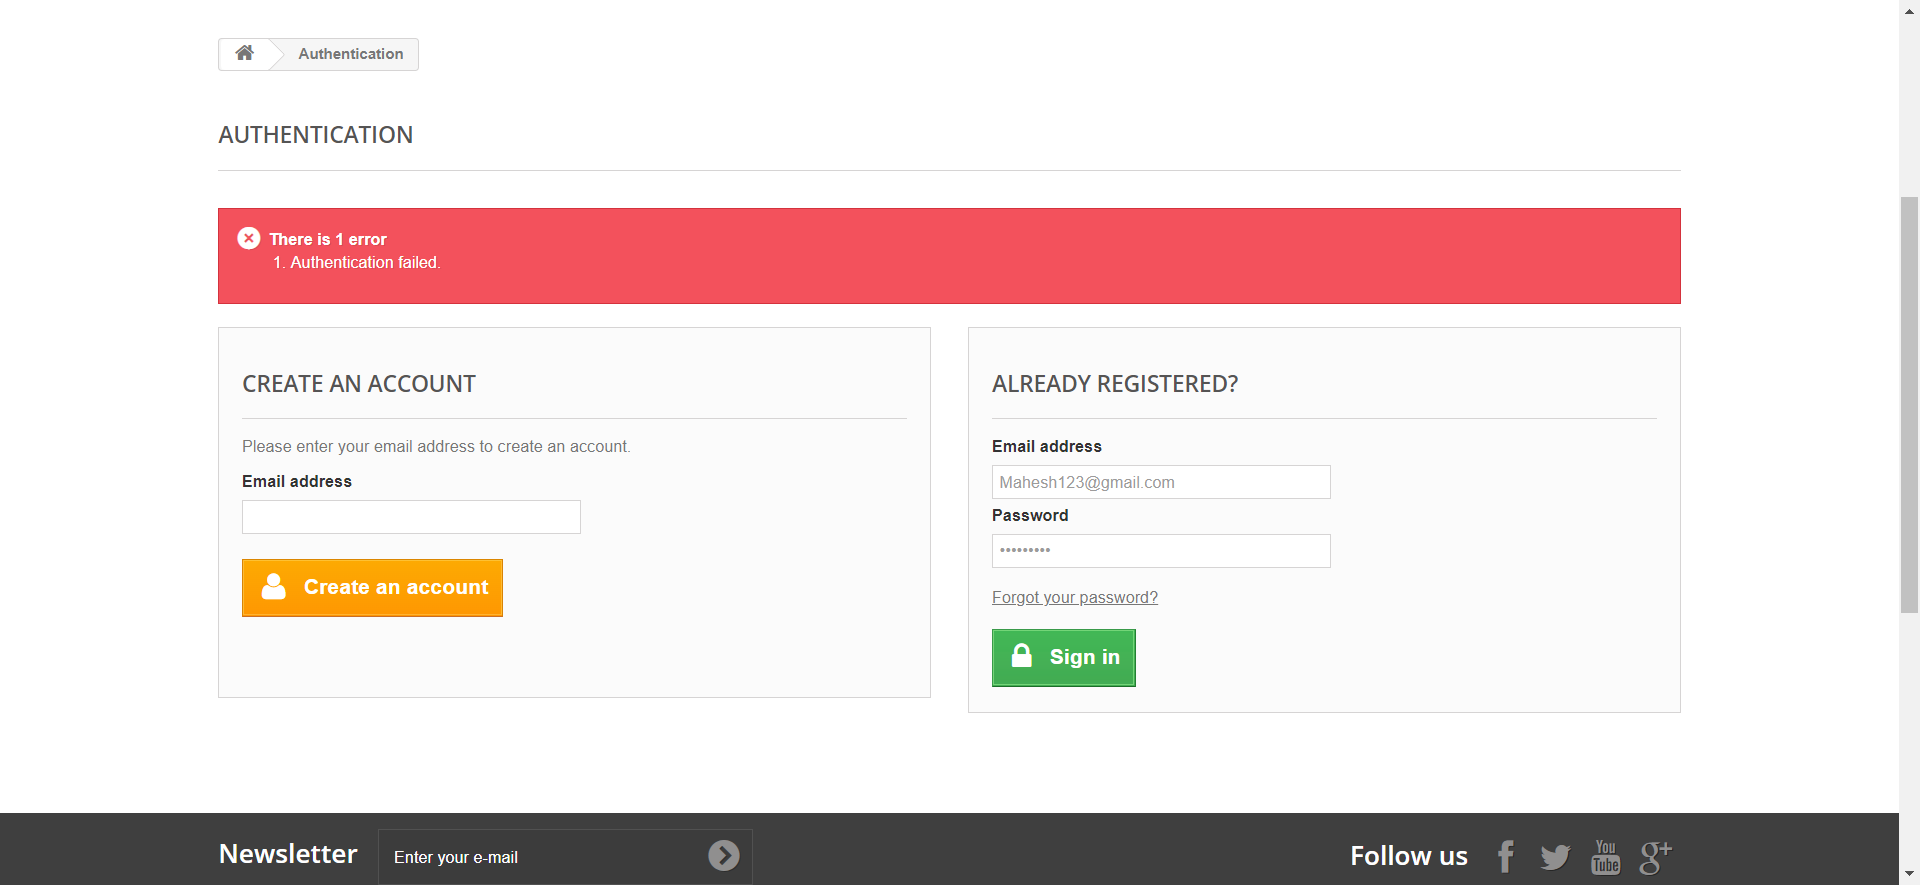 Authentication
AUTHENTICATION
There is 1 error
1. Authentication failed.
CREATE AN ACCOUNT
Please enter your email address to create an account.
Email address
Create an account
ALREADY REGISTERED?
Email address
Mahesh123@gmail.com
Password
•••••••••
Forgot your password?
Sign in
Newsletter
Enter your e-mail
Follow us
You
Tube
g+